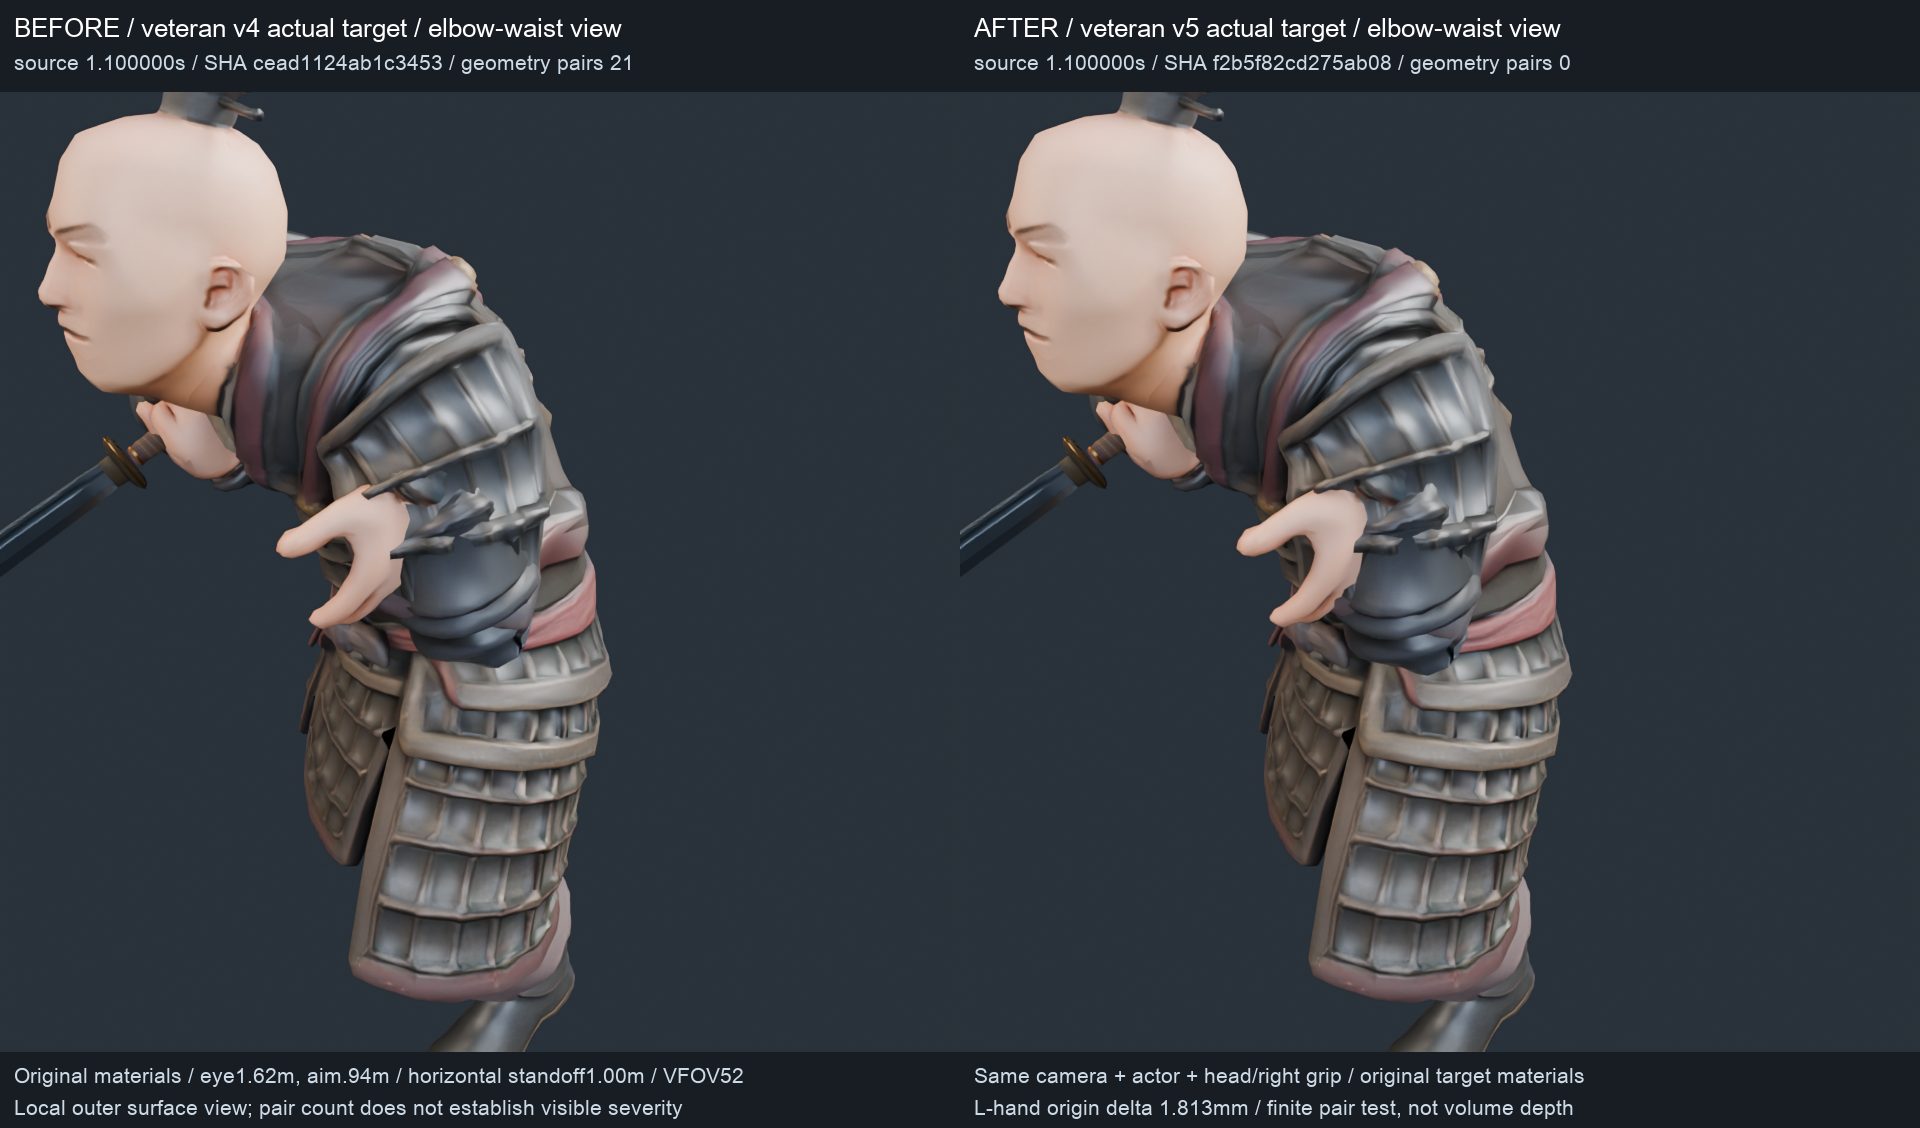 BEFORE / veteran v4 actual target / elbow-waist view
source 1.100000s / SHA cead1124ab1c3453 / geometry pairs 21
AFTER / veteran v5 actual target / elbow-waist view
source 1.100000s / SHA f2b5f82cd275ab08 / geometry pairs 0
Original materials / eye1.62m, aim.94m / horizontal standoff1.00m / VFOV52
Local outer surface view; pair count does not establish visible severity
Same camera + actor + head/right grip / original target materials
L-hand origin delta 1.813mm / finite pair test, not volume depth